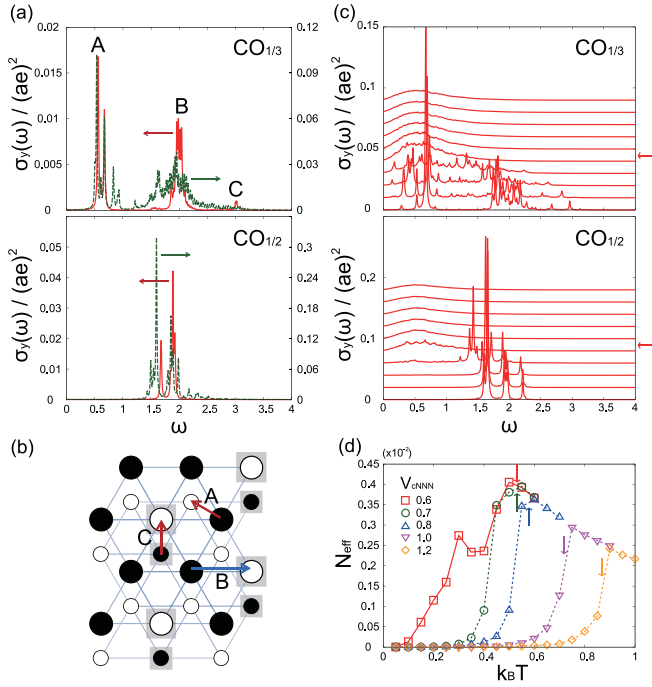 (a)
0.02
0.12
CO1/3
A
0.015
0.09
σy(ω) / (ae)²
0.01
B
0.06
0.005
0.03
C
0
0
CO1/2
0.05
0.3
0.04
0.24
σy(ω) / (ae)²
0.03
0.18
0.02
0.12
0.01
0.06
0
0
0 0.5 1 1.5 2 2.5 3 3.5 4
ω
(b)
A
C
B
(c)
0.15
CO1/3
0.1
σy(ω) / (ae)²
0.05
0
CO1/2
0.2
σy(ω) / (ae)²
0.1
0
0 0.5 1 1.5 2 2.5 3 3.5 4
ω
(d)
(x10⁻²)
0.45
0.4
0.35
0.3
0.25
0.2
0.15
0.1
0.05
0
Neff
VcNNN
0.6
0.7
0.8
1.0
1.2
0 0.2 0.4 0.6 0.8 1
kBT